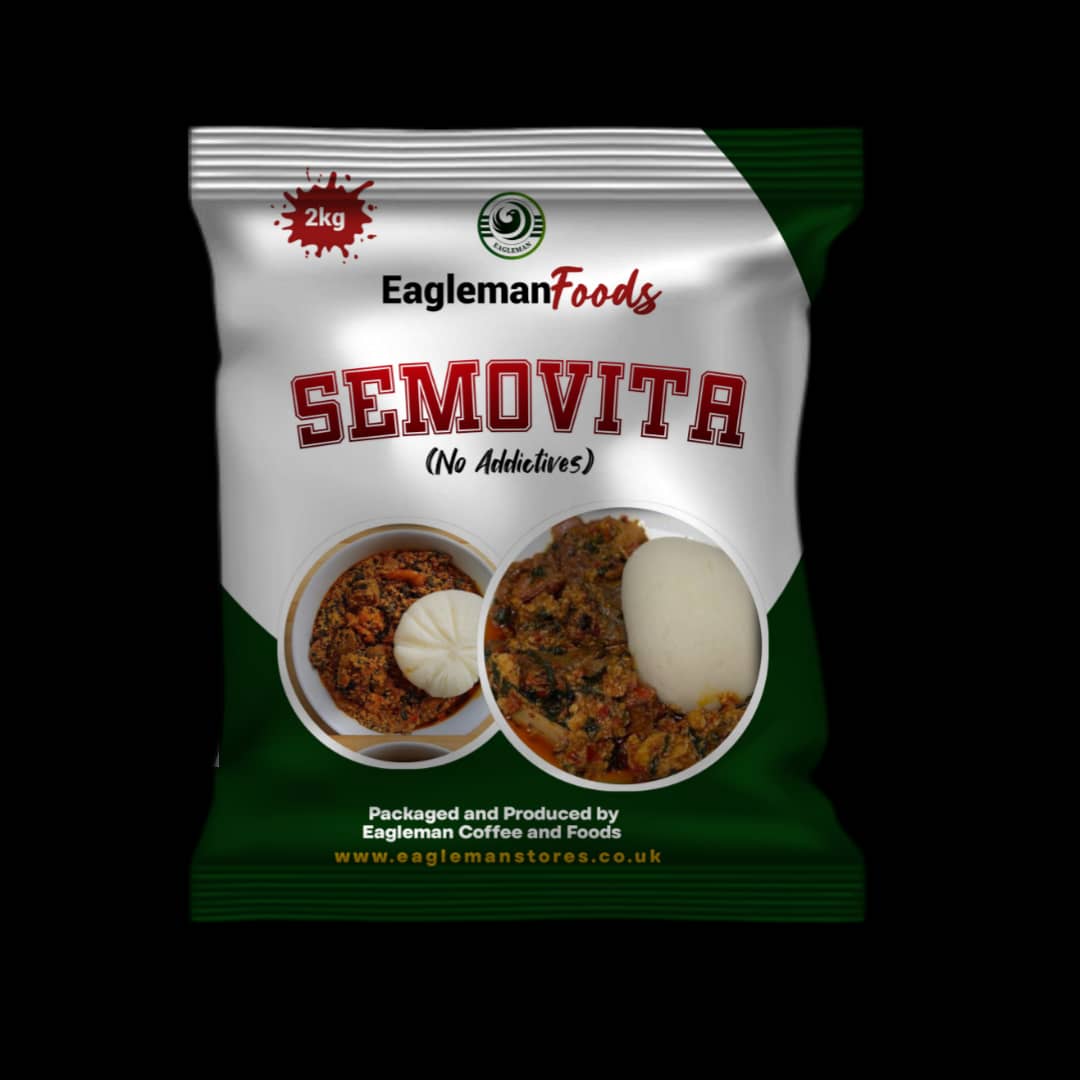 2kg
EAGLEMAN
EaglemanFoods
SEMOVITA
(No Addictives)
Packaged and Produced by
Eagleman Coffee and Foods
www.eaglemanstores.co.uk